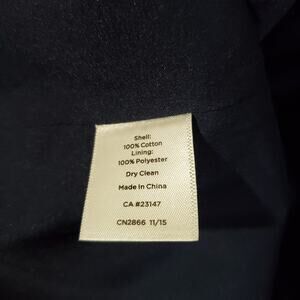 Shell:
100% Cotton
Lining:
100% Polyester
Dry Clean
Made In China
CA #23147
CN2866 11/15